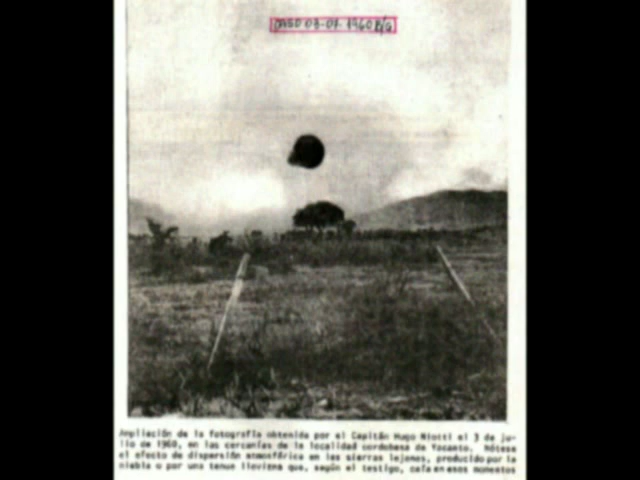 03-07-1960
Ampliación de la fotografía obtenida por el Capitán Hugo Niotti el 3 de ju-
lio de 1960, en las cercanías de la localidad cordobesa de Yacanto. Nótese
el efecto de dispersión atmosférica en las sierras lejanas, producido por la
niebla o por una tenue llovizna que, según el testigo, caía en esos momentos